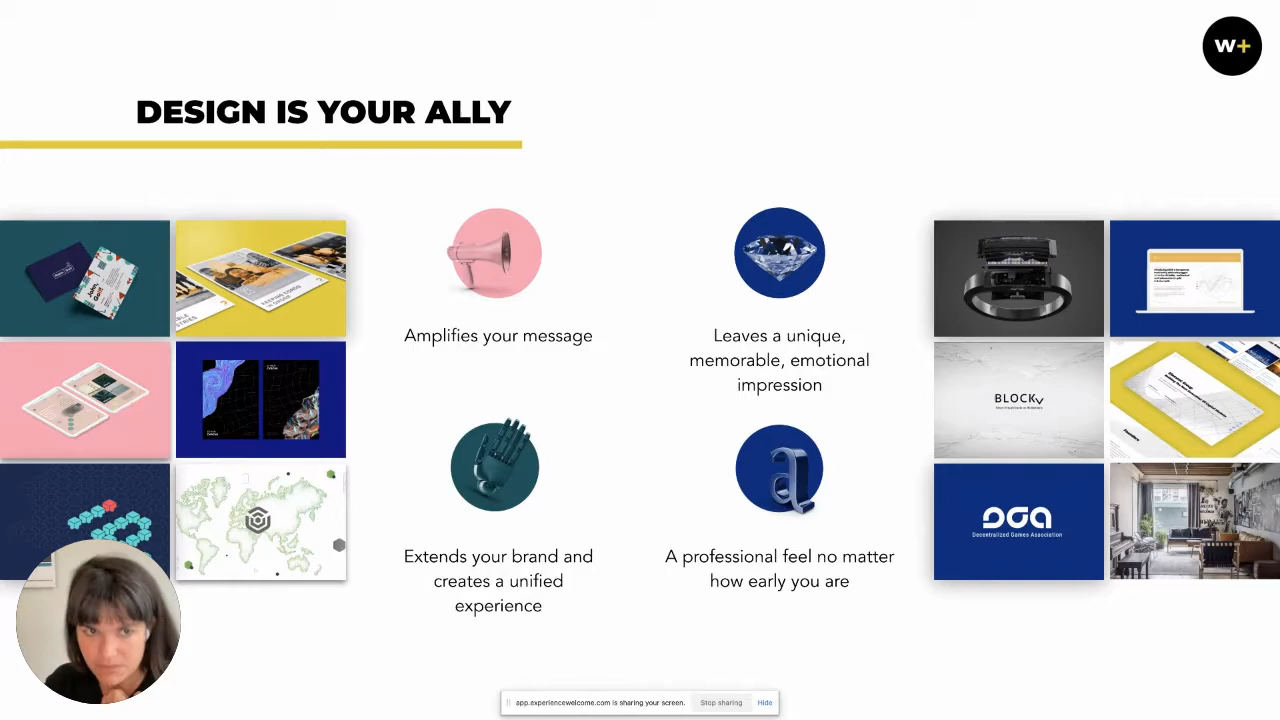 w+
DESIGN IS YOUR ALLY
Amplifies your message
Leaves a unique,
memorable, emotional
impression
Extends your brand and
creates a unified
experience
A professional feel no matter
how early you are
John
BLOCKv
DGA
Decentralized Games Association
app.experiencewelcome.com is sharing your screen.
Stop sharing
Hide